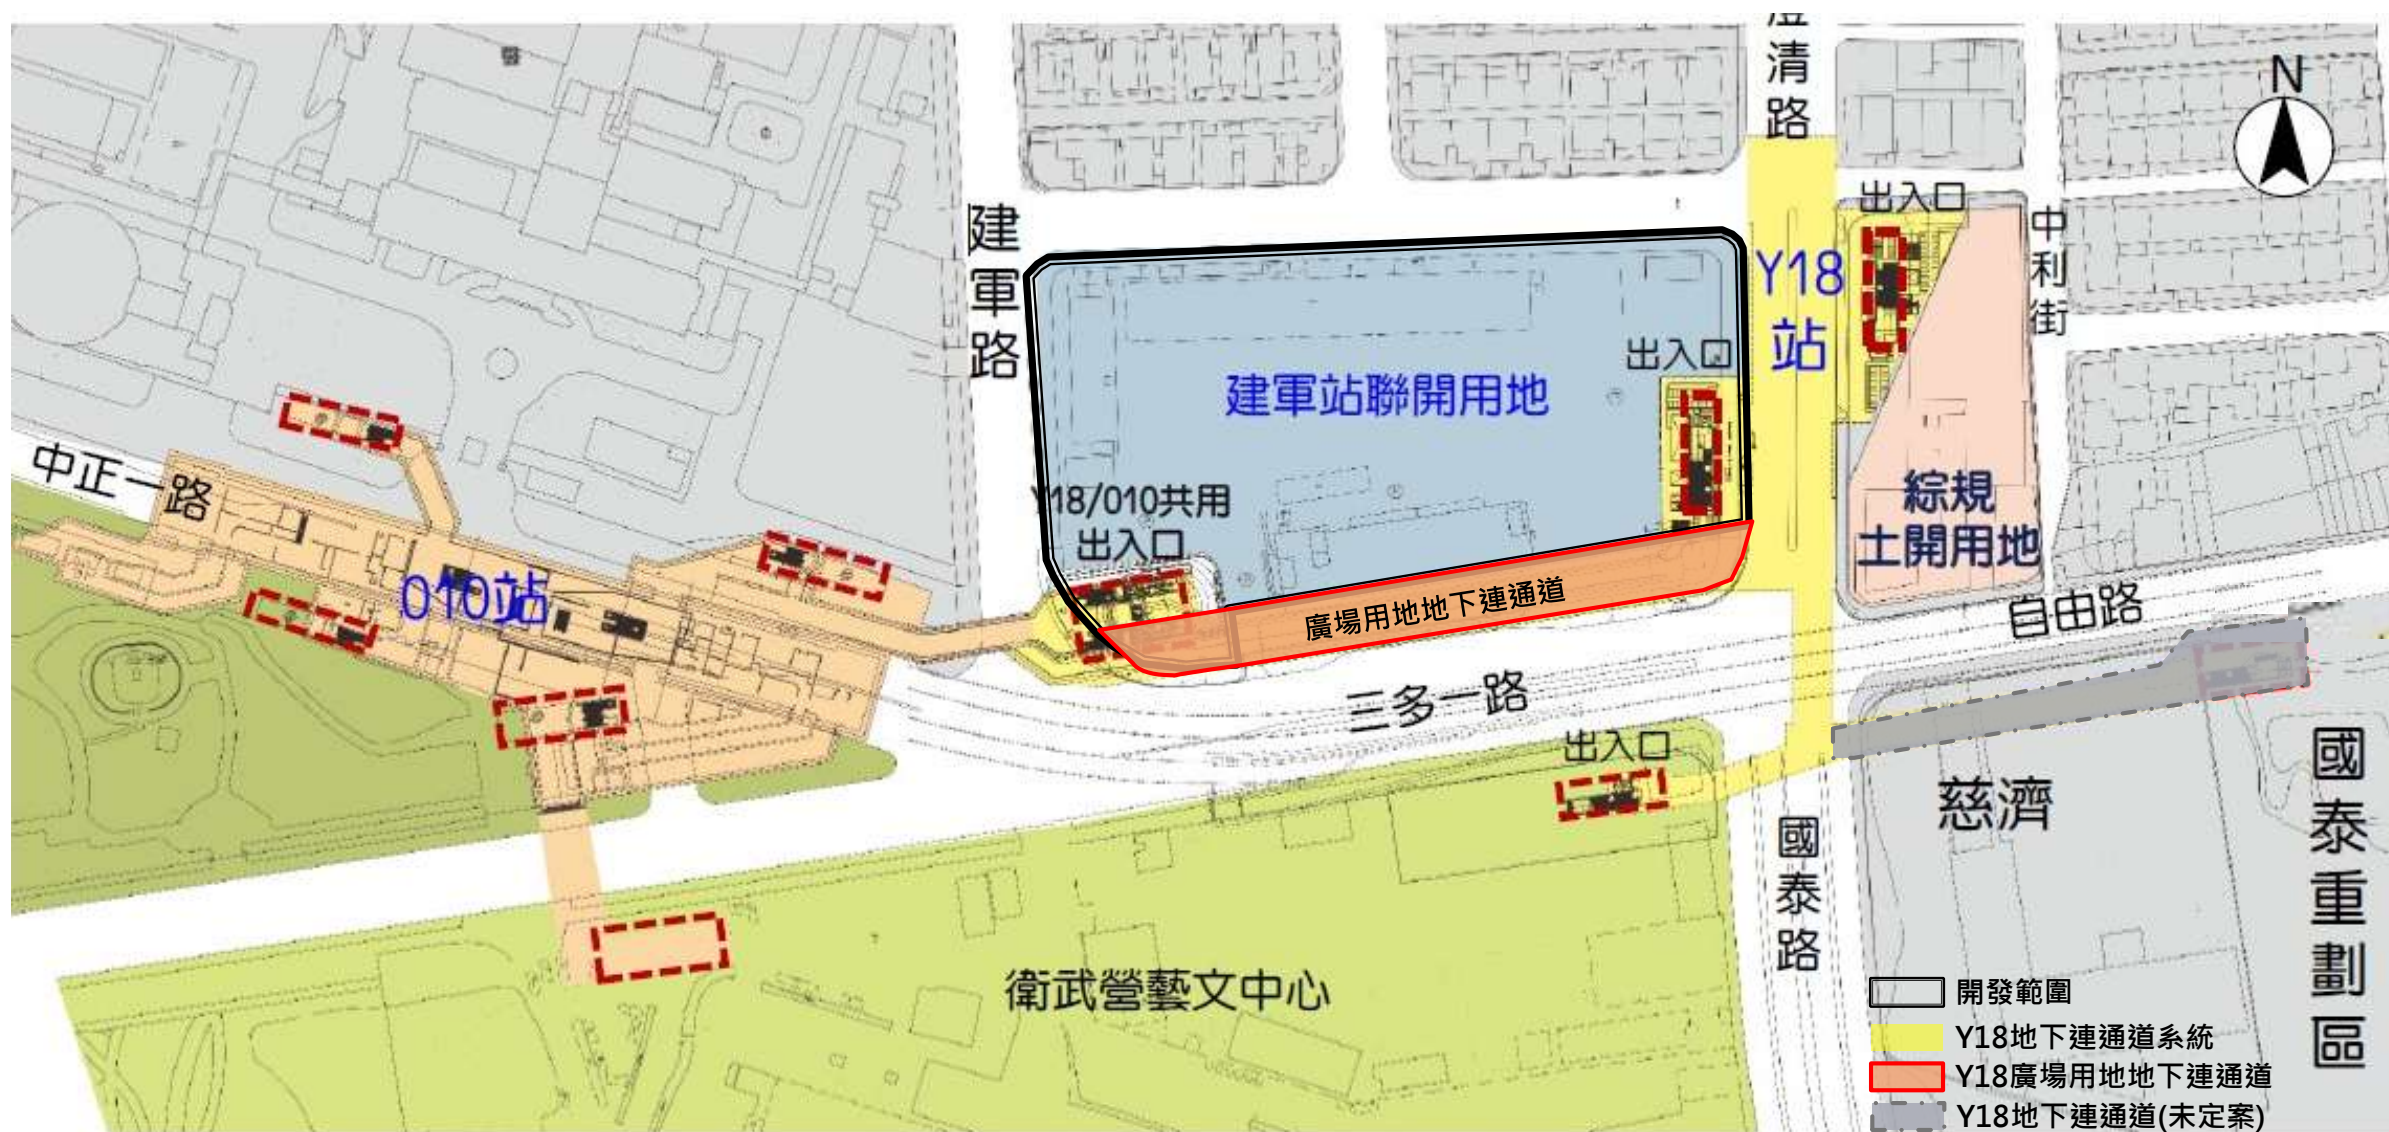 澄清路
N
出入口
建軍路
中利街
Y18
站
出入口
建軍站聯開用地
中正一路
Y18/010共用
出入口
綜規
土開用地
010站
廣場用地地下連通道
自由路
三多一路
出入口
慈濟
國泰重劃區
國泰路
衛武營藝文中心
開發範圍
Y18地下連通道系統
Y18廣場用地地下連通道
Y18地下連通道(未定案)